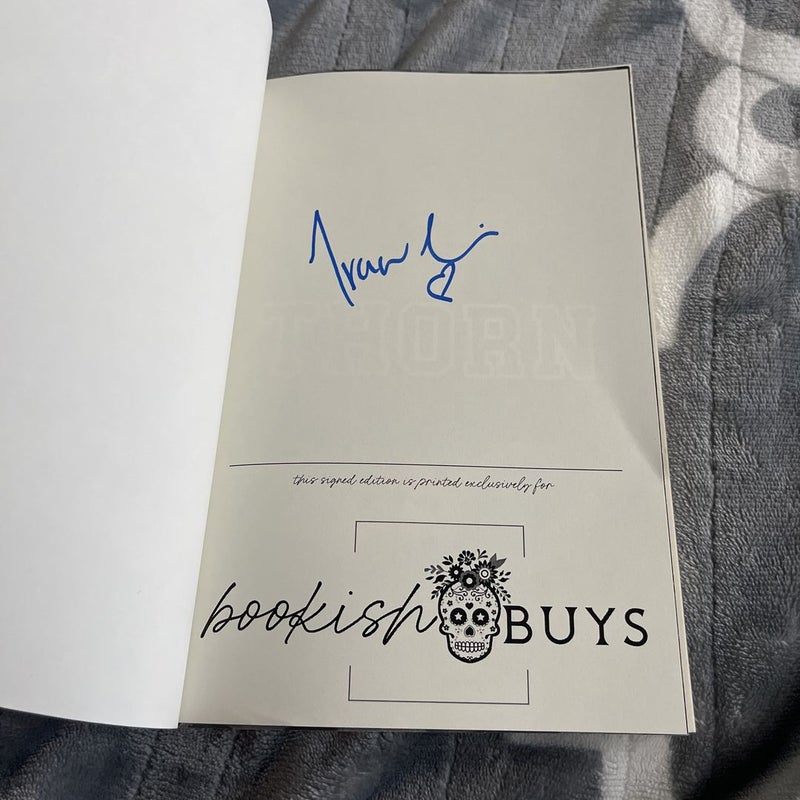 THORN
this signed edition is printed exclusively for
bookish BUYS